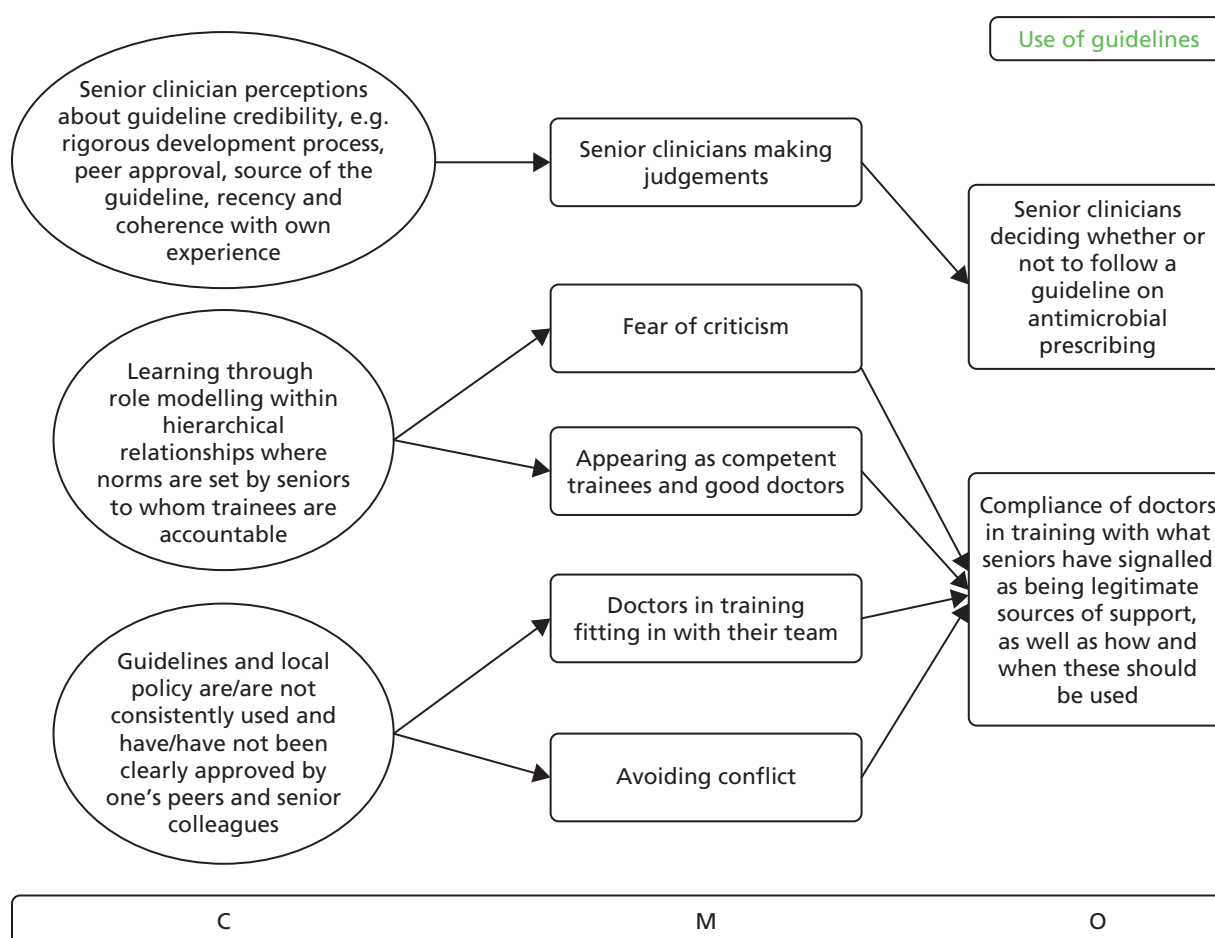 Use of guidelines
Senior clinician perceptions
about guideline credibility, e.g.
rigorous development process,
peer approval, source of the
guideline, recency and
coherence with own
experience
Senior clinicians making
judgements
Senior clinicians
deciding whether or
not to follow a
guideline on
antimicrobial
prescribing
Learning through
role modelling within
hierarchical
relationships where
norms are set by seniors
to whom trainees are
accountable
Fear of criticism
Appearing as competent
trainees and good doctors
Guidelines and local
policy are/are not
consistently used and
have/have not been
clearly approved by
one's peers and senior
colleagues
Doctors in training
fitting in with their team
Avoiding conflict
Compliance of doctors
in training with what
seniors have signalled
as being legitimate
sources of support,
as well as how and
when these should
be used
C
M
O